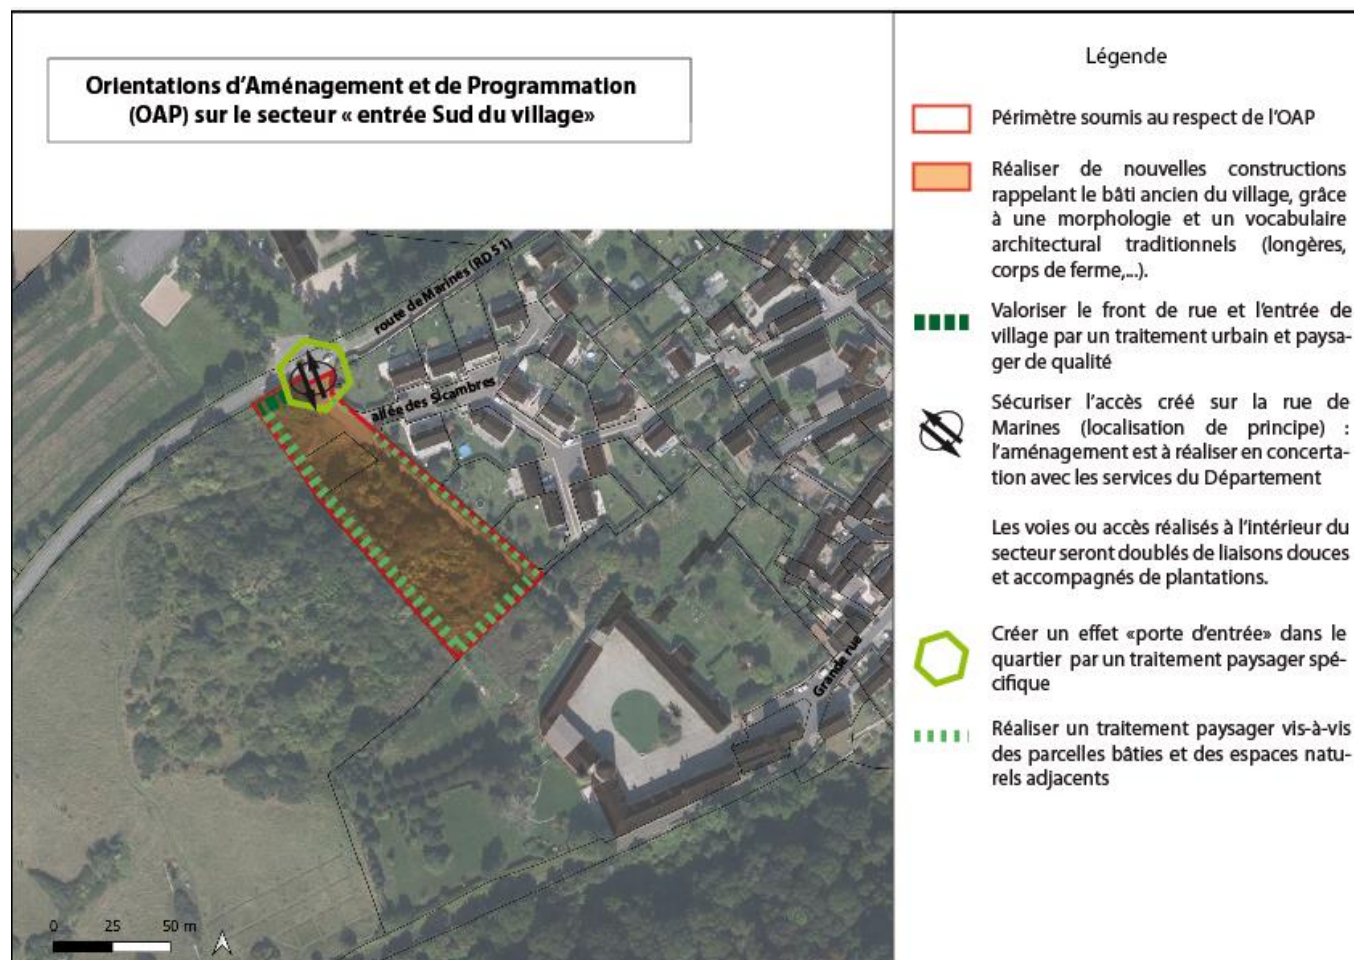 Orientations d'Aménagement et de Programmation
(OAP) sur le secteur « entrée Sud du village»
route de Marines (RD 51)
allée des Sicambres
Grande rue
0 25 50 m
Légende
Périmètre soumis au respect de l'OAP
Réaliser de nouvelles constructions
rappelant le bâti ancien du village, grâce
à une morphologie et un vocabulaire
architectural traditionnels (longères,
corps de ferme,...).
Valoriser le front de rue et l'entrée de
village par un traitement urbain et paysa-
ger de qualité
Sécuriser l'accès créé sur la rue de
Marines (localisation de principe) :
l'aménagement est à réaliser en concerta-
tion avec les services du Département
Les voies ou accès réalisés à l'intérieur du
secteur seront doublés de liaisons douces
et accompagnés de plantations.
Créer un effet «porte d'entrée» dans le
quartier par un traitement paysager spé-
cifique
Réaliser un traitement paysager vis-à-vis
des parcelles bâties et des espaces natu-
rels adjacents